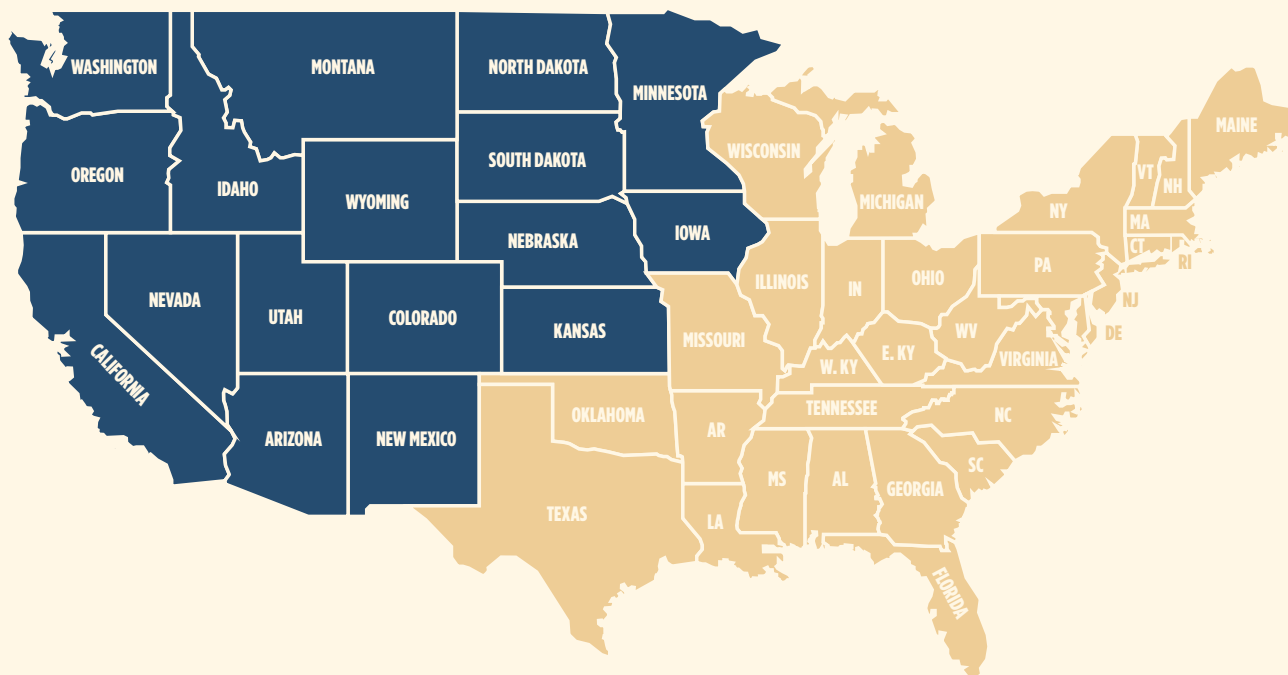 WASHINGTON
MONTANA
NORTH DAKOTA
MINNESOTA
OREGON
IDAHO
WYOMING
SOUTH DAKOTA
WISCONSIN
MICHIGAN
MAINE
VT
NH
NY
MA
CT
RI
NEBRASKA
IOWA
NEVADA
UTAH
COLORADO
KANSAS
ILLINOIS
IN
OHIO
PA
NJ
DE
CALIFORNIA
MISSOURI
W. KY
E. KY
WV
VIRGINIA
ARIZONA
NEW MEXICO
OKLAHOMA
AR
TENNESSEE
NC
TEXAS
LA
MS
AL
GEORGIA
SC
FLORIDA